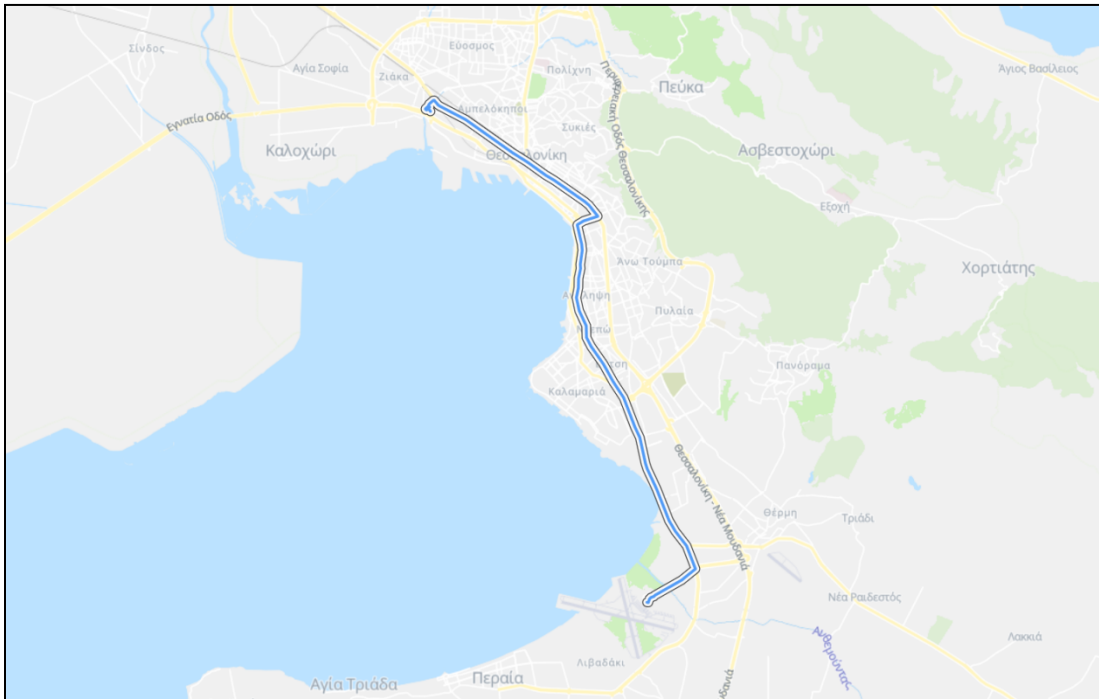 Εύοσμος
Σίνδος
Πολίχνη
Αγία Σοφία
Ζιάκα
Άγιος Βασίλειος
Πεύκα
Περιφερειακή Οδός Θεσσαλονίκης
Αμπελόκηποι
Εγνατία Οδός
Συκιές
Καλοχώρι
Θεσσαλονίκη
Ασβεστοχώρι
Εξοχή
Άνω Τούμπα
Χορτιάτης
Πυλαία
Πανόραμα
Καλαμαριά
Θεσσαλονίκη - Νέα Μουδανιά
Θέρμη
Τριάδι
Νέα Ραιδεστός
Λακκιά
Ανθεμούντας
Λιβαδάκι
Περαία
Αγία Τριάδα